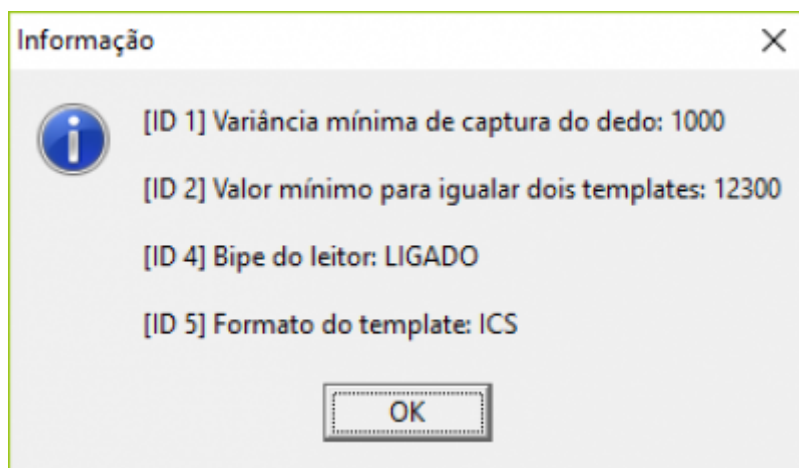 Informação
[ID 1] Variância mínima de captura do dedo: 1000
[ID 2] Valor mínimo para igualar dois templates: 12300
[ID 4] Bipe do leitor: LIGADO
[ID 5] Formato do template: ICS
OK